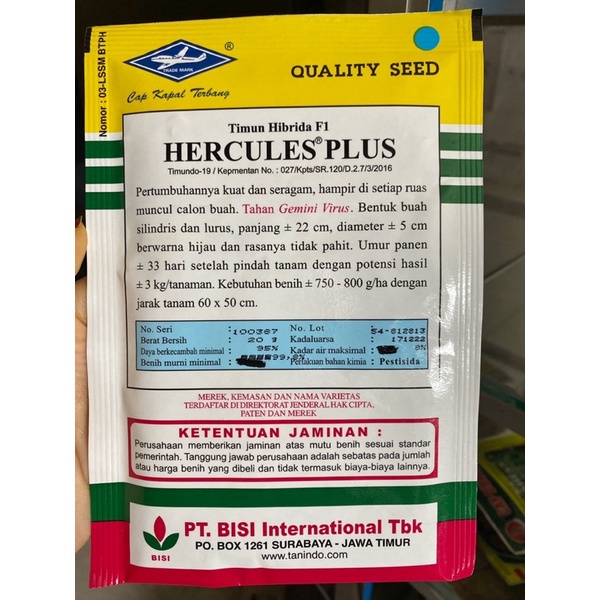 Nomor : 03-LSSM BTPH
®
TRADE MARK
Cap Kapal Terbang
QUALITY SEED
Timun Hibrida F1
HERCULES® PLUS
Timundo-19 / Kepmentan No. : 027/Kpts/SR.120/D.2.7/3/2016
Pertumbuhannya kuat dan seragam, hampir di setiap ruas
muncul calon buah. Tahan Gemini Virus. Bentuk buah
silindris dan lurus, panjang ± 22 cm, diameter ± 5 cm
berwarna hijau dan rasanya tidak pahit. Umur panen
± 33 hari setelah pindah tanam dengan potensi hasil
± 3 kg/tanaman. Kebutuhan benih ± 750 - 800 g/ha dengan
jarak tanam 60 x 50 cm.
No. Seri : 100387 No. Lot : 54-812813
Berat Bersih : 20 g Kadaluarsa : 171222
Daya berkecambah minimal : 95% Kadar air maksimal : 8%
Benih murni minimal : Perlakuan bahan kimia : Pestisida
MEREK, KEMASAN DAN NAMA VARIETAS
TERDAFTAR DI DIREKTORAT JENDERAL HAK CIPTA,
PATEN DAN MEREK
KETENTUAN JAMINAN :
Perusahaan memberikan jaminan atas mutu benih sesuai standar
pemerintah. Tanggung jawab perusahaan adalah sebatas pada jumlah
atau harga benih yang dibeli dan tidak termasuk biaya-biaya lainnya.
BISI
PT. BISI International Tbk
PO. BOX 1261 SURABAYA - JAWA TIMUR
www.tanindo.com